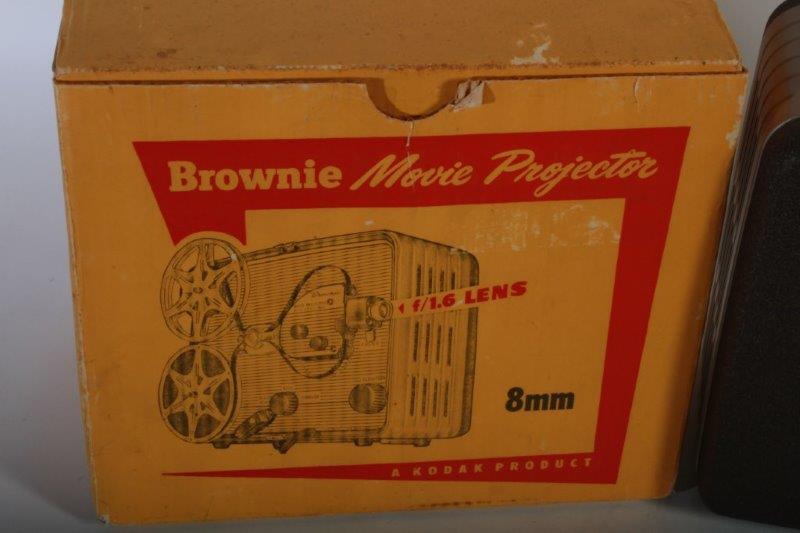 Brownie Movie Projector
f/1.6 LENS
8mm
A KODAK PRODUCT